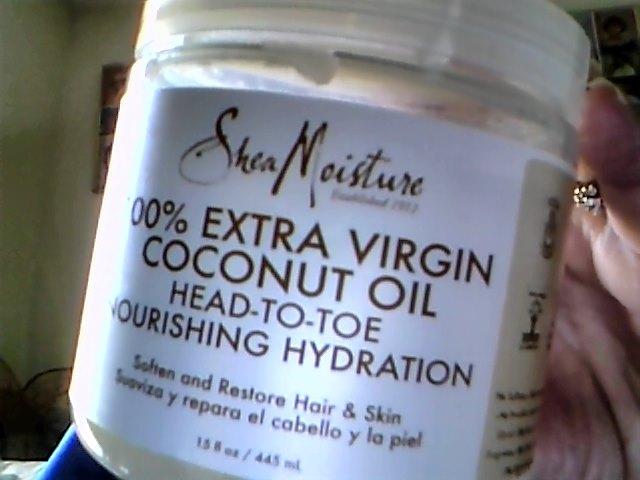 SheaMoisture
Established 1912
00% EXTRA VIRGIN
COCONUT OIL
HEAD-TO-TOE
NOURISHING HYDRATION
Soften and Restore Hair & Skin
Suaviza y repara el cabello y la piel
15 fl oz / 445 ml